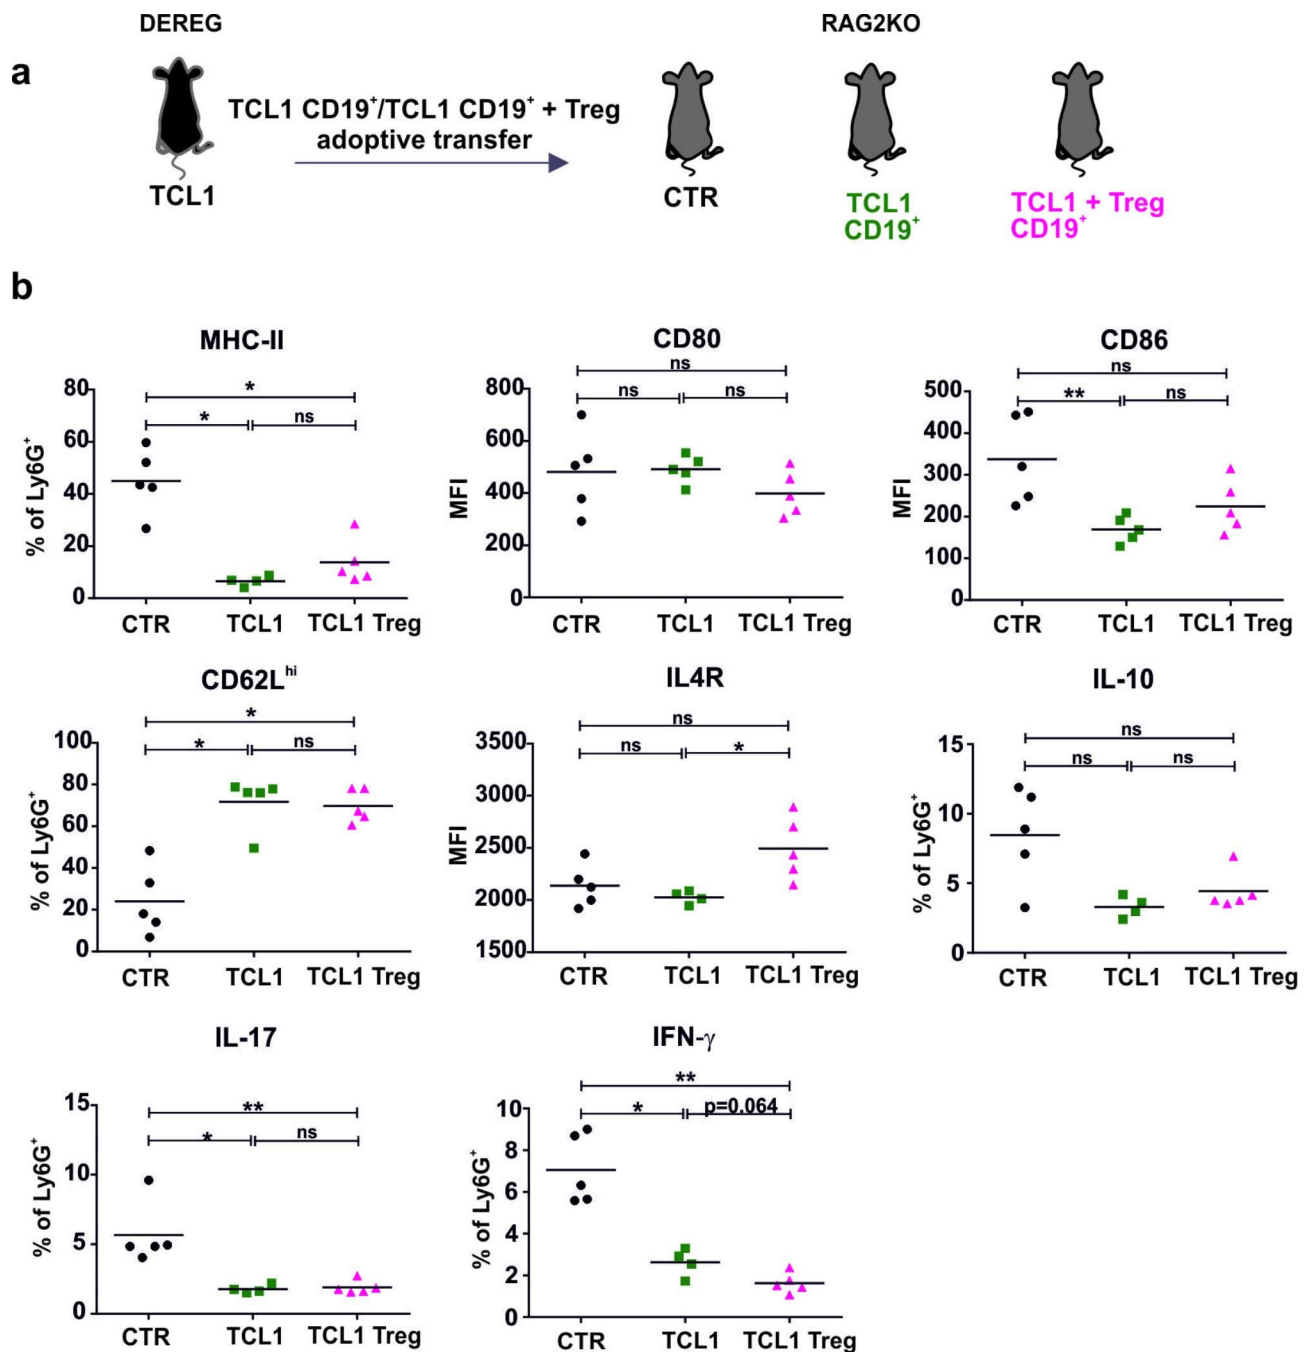 DEREG
RAG2KO
a
TCL1 CD19⁺/TCL1 CD19⁺ + Treg
adoptive transfer
TCL1
CTR
TCL1
CD19⁺
TCL1 + Treg
CD19⁺
b
MHC-II
% of Ly6G⁺
80
60
40
20
0
*
*
ns
CTR
TCL1
TCL1 Treg
CD80
MFI
800
600
400
200
0
ns
ns
ns
CTR
TCL1
TCL1 Treg
CD86
MFI
500
400
300
200
100
0
ns
**
ns
CTR
TCL1
TCL1 Treg
CD62Lʰⁱ
% of Ly6G⁺
100
80
60
40
20
0
*
*
ns
CTR
TCL1
TCL1 Treg
IL4R
MFI
3500
3000
2500
2000
1500
ns
ns
*
CTR
TCL1
TCL1 Treg
IL-10
% of Ly6G⁺
15
10
5
0
ns
ns
ns
CTR
TCL1
TCL1 Treg
IL-17
% of Ly6G⁺
15
10
5
0
**
*
ns
CTR
TCL1
TCL1 Treg
IFN-γ
% of Ly6G⁺
10
8
6
4
2
0
**
*
p=0.064
CTR
TCL1
TCL1 Treg